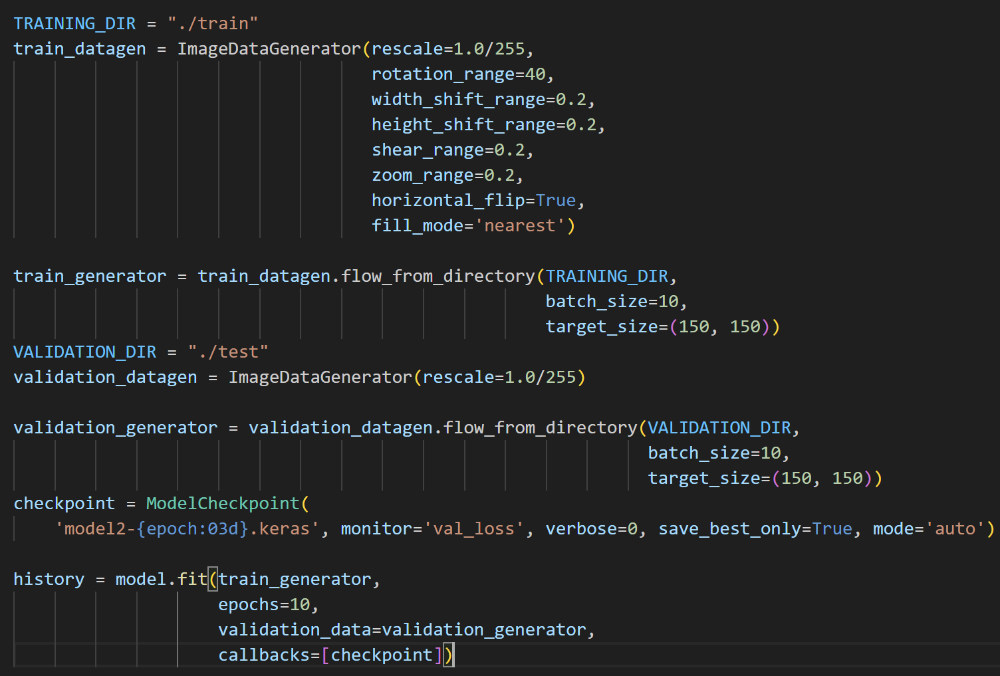 TRAINING_DIR = "./train"
train_datagen = ImageDataGenerator(rescale=1.0/255,
rotation_range=40,
width_shift_range=0.2,
height_shift_range=0.2,
shear_range=0.2,
zoom_range=0.2,
horizontal_flip=True,
fill_mode='nearest')
train_generator = train_datagen.flow_from_directory(TRAINING_DIR,
batch_size=10,
target_size=(150, 150))
VALIDATION_DIR = "./test"
validation_datagen = ImageDataGenerator(rescale=1.0/255)
validation_generator = validation_datagen.flow_from_directory(VALIDATION_DIR,
batch_size=10,
target_size=(150, 150))
checkpoint = ModelCheckpoint(
'model2-{epoch:03d}.keras', monitor='val_loss', verbose=0, save_best_only=True, mode='auto')
history = model.fit(train_generator,
epochs=10,
validation_data=validation_generator,
callbacks=[checkpoint])